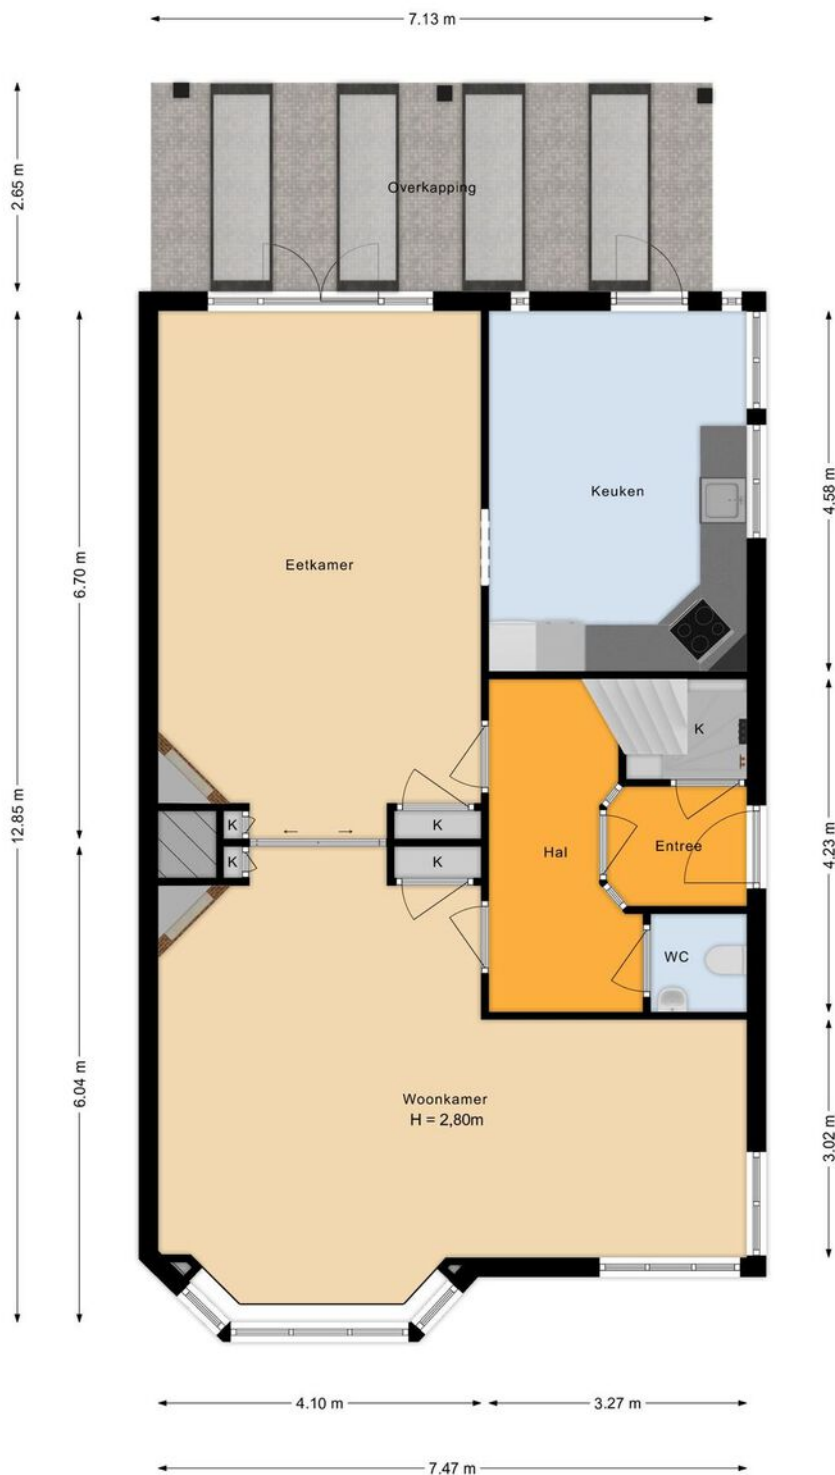 7.13 m
2.65 m
Overkapping
12.85 m
6.70 m
4.58 m
Keuken
Eetkamer
K
K
K
Hal
Entree
4.23 m
K
K
WC
6.04 m
Woonkamer
H = 2,80m
3.02 m
4.10 m
3.27 m
7.47 m